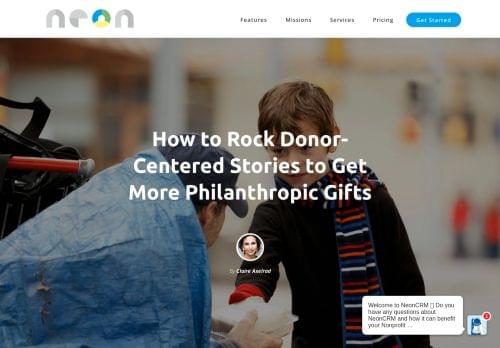 neon
Features Missions Services Pricing Get Started
How to Rock Donor-
Centered Stories to Get
More Philanthropic Gifts
By Claire Axelrad
Welcome to NeonCRM Do you
have any questions about
NeonCRM and how it can benefit
your Nonprofit ...
1